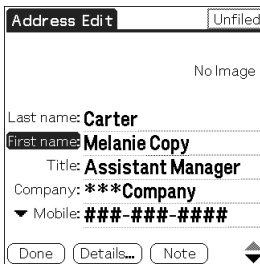 Address Edit Unfiled
No Image
Last name: Carter
First name: Melanie Copy
Title: Assistant Manager
Company: ***Company
Mobile: ###-###-####
Done Details... Note